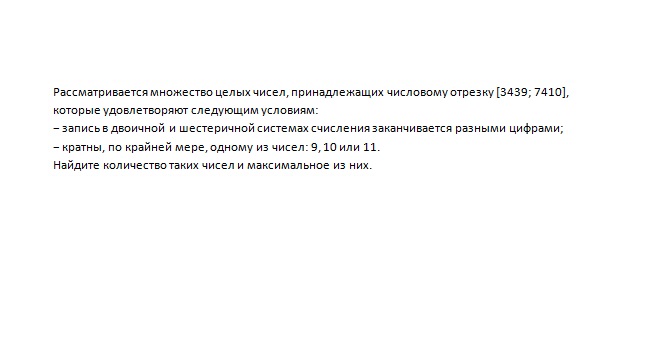 Рассматривается множество целых чисел, принадлежащих числовому отрезку [3439; 7410],
которые удовлетворяют следующим условиям:
− запись в двоичной и шестеричной системах счисления заканчивается разными цифрами;
− кратны, по крайней мере, одному из чисел: 9, 10 или 11.
Найдите количество таких чисел и максимальное из них.